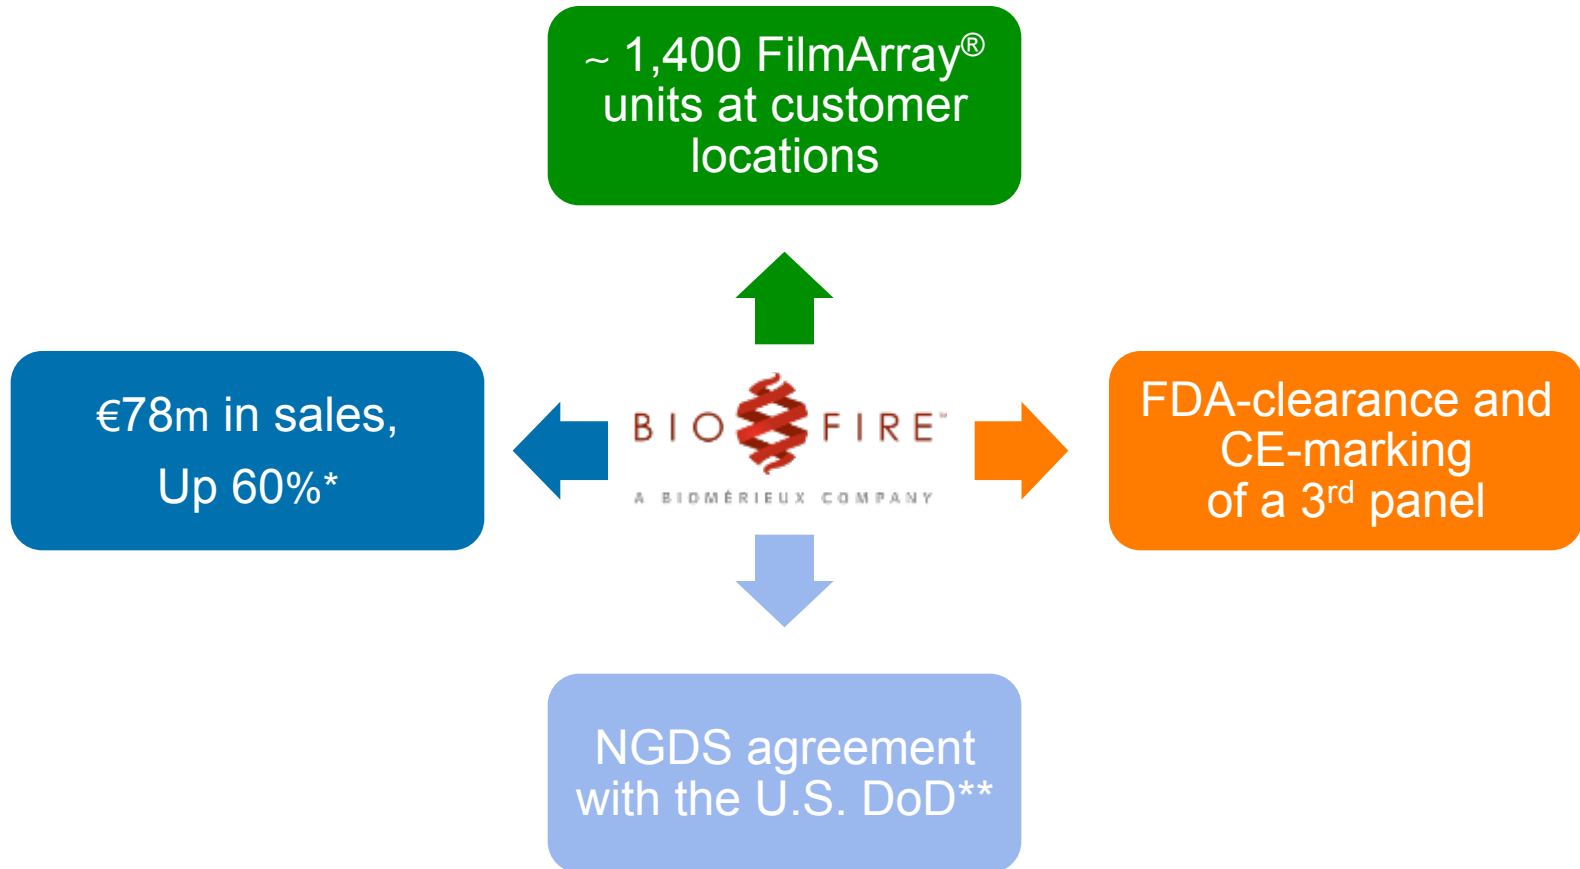 ~ 1,400 FilmArray®
units at customer
locations
€78m in sales,
Up 60%*
BIO FIRE™
A BIOMÉRIEUX COMPANY
FDA-clearance and
CE-marking
of a 3rd panel
NGDS agreement
with the U.S. DoD**